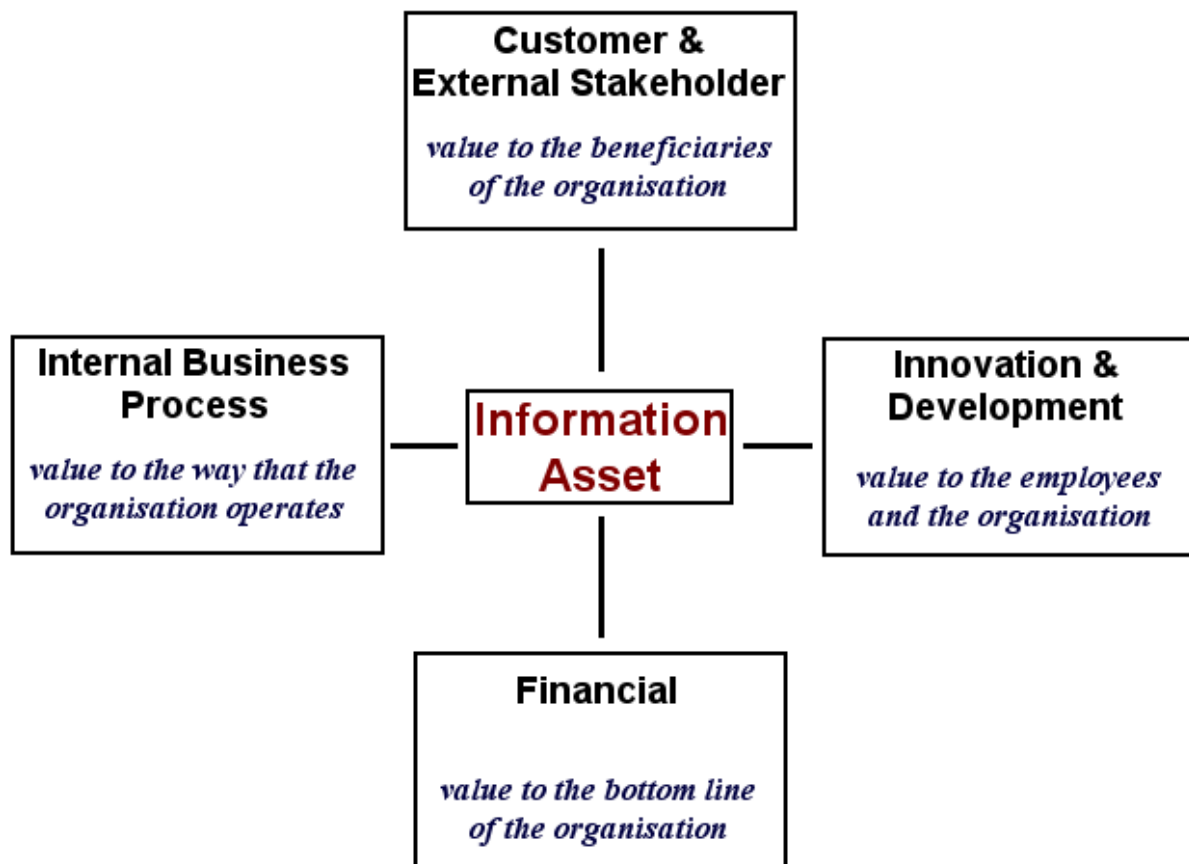 Customer &
External Stakeholder
value to the beneficiaries
of the organisation
Internal Business
Process
value to the way that the
organisation operates
Information
Asset
Innovation &
Development
value to the employees
and the organisation
Financial
value to the bottom line
of the organisation